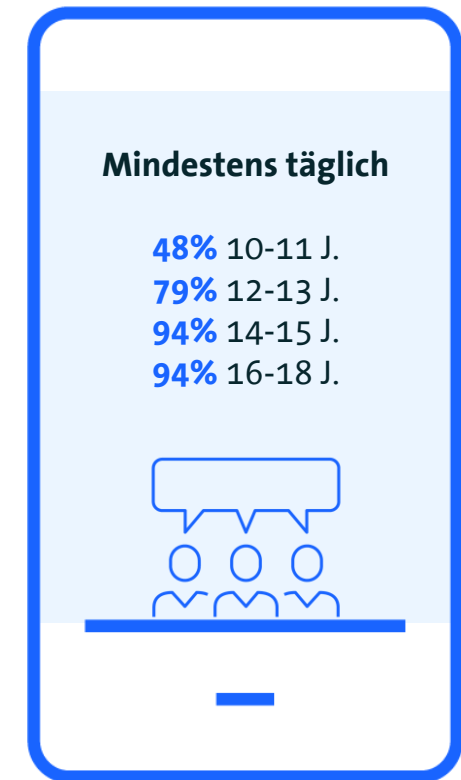 Mindestens täglich
48% 10-11 J.
79% 12-13 J.
94% 14-15 J.
94% 16-18 J.